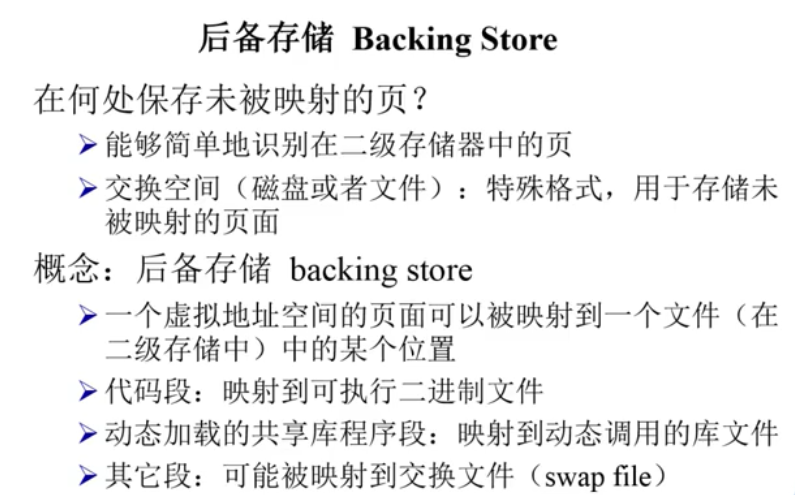 后备存储 Backing Store
在何处保存未被映射的页？
➢能够简单地识别在二级存储器中的页
➢交换空间（磁盘或者文件）：特殊格式，用于存储未
被映射的页面
概念：后备存储 backing store
➢一个虚拟地址空间的页面可以被映射到一个文件（在
二级存储中）中的某个位置
➢代码段：映射到可执行二进制文件
➢动态加载的共享库程序段：映射到动态调用的库文件
➢其它段：可能被映射到交换文件（swap file）